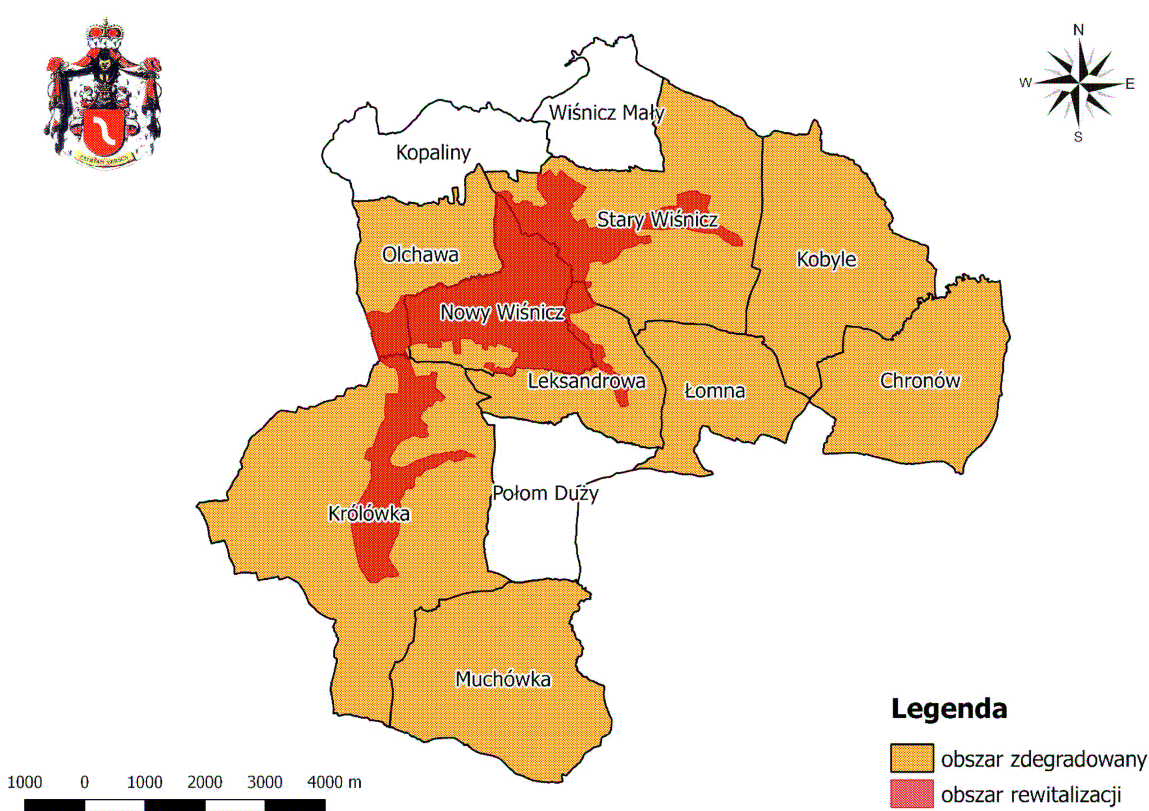 N
W
E
S
Wiśnicz Mały
Kopaliny
Stary Wiśnicz
Olchawa
Kobyle
Nowy Wiśnicz
Leksandrowa
Łomna
Chronów
Połom Duży
Królówka
Muchówka
Legenda
obszar zdegradowany
obszar rewitalizacji
1000 0 1000 2000 3000 4000 m